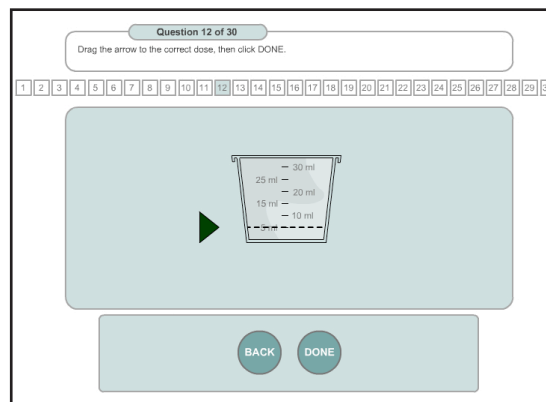 Question 12 of 30
Drag the arrow to the correct dose, then click DONE.
1 2 3 4 5 6 7 8 9 10 11 12 13 14 15 16 17 18 19 20 21 22 23 24 25 26 27 28 29
30 ml
25 ml
20 ml
15 ml
10 ml
5 ml
BACK DONE